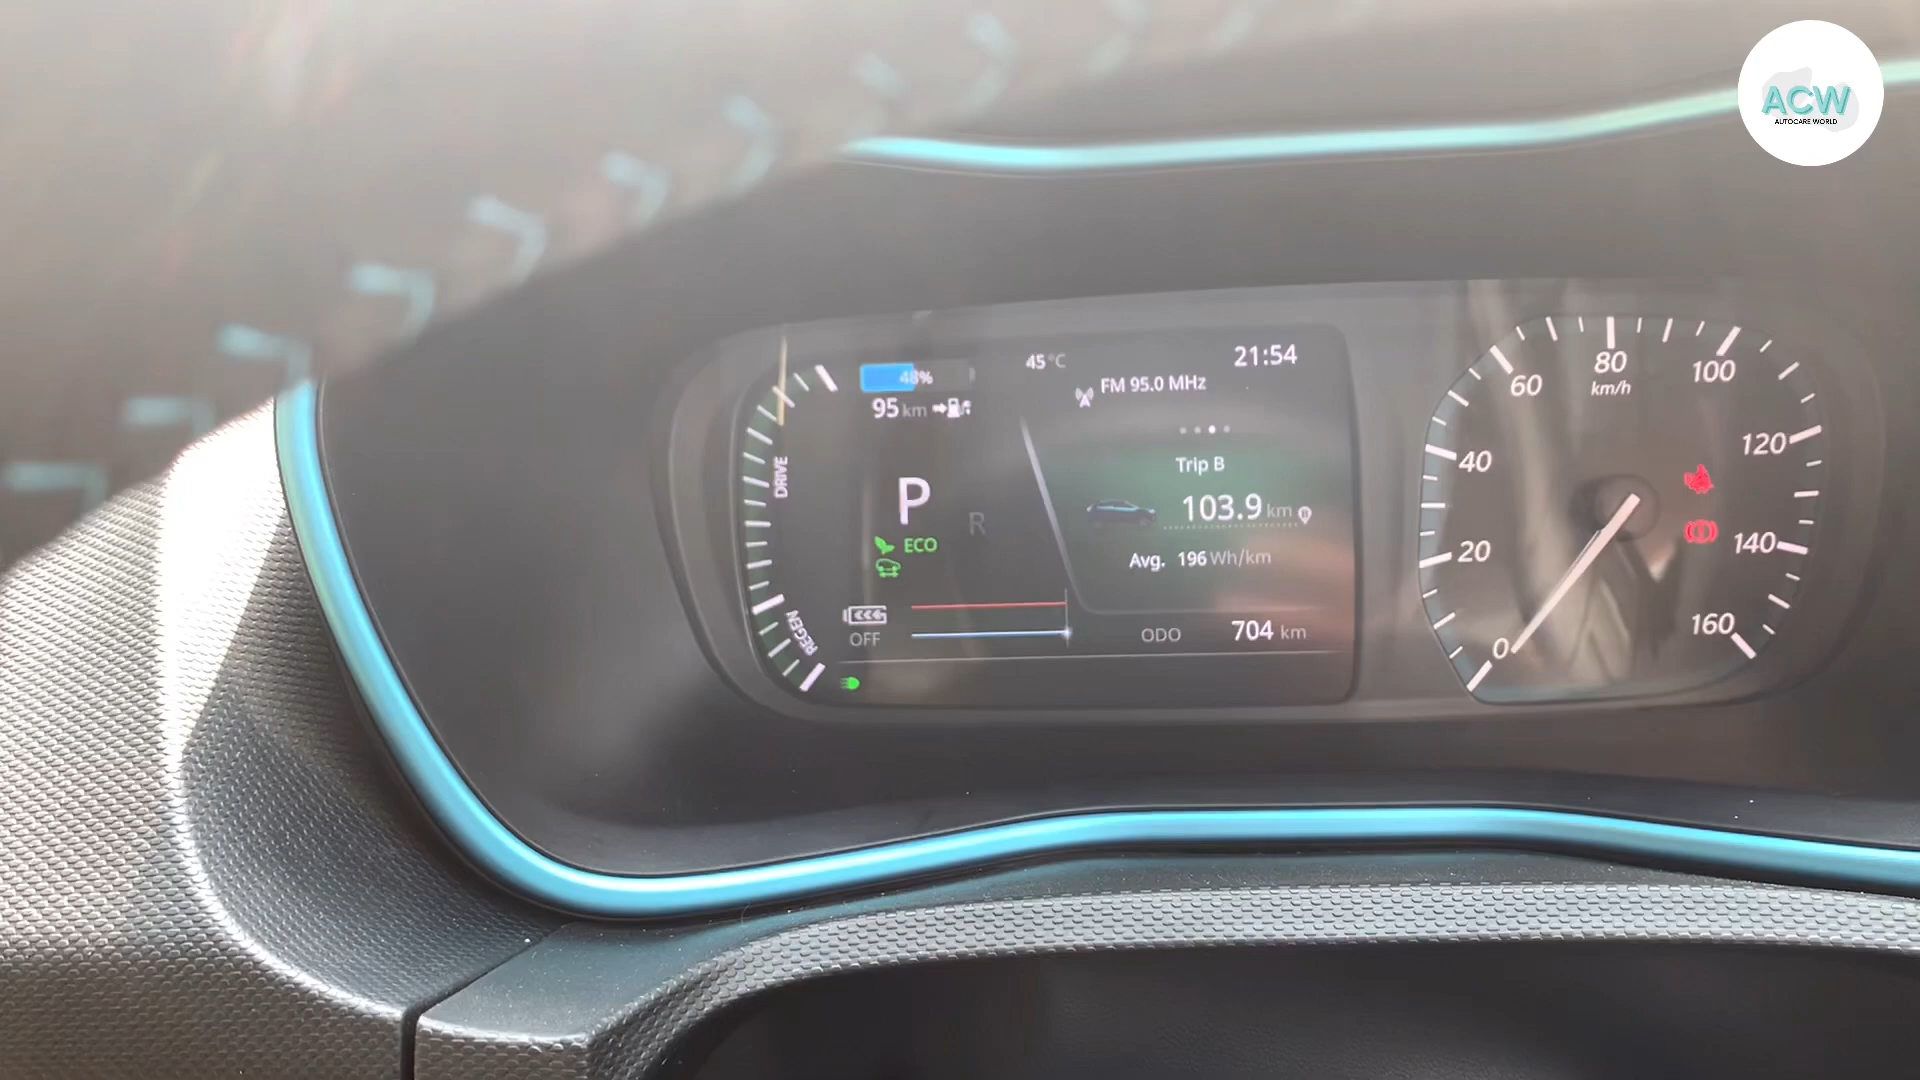 ACW
AUTOCARE WORLD
48%
45 °C
21:54
95 km
FM 95.0 MHz
DRIVE
P
R
ECO
Trip B
103.9 km
Avg. 196 Wh/km
REGEN
OFF
ODO 704 km
0
20
40
60
80
km/h
100
120
140
160